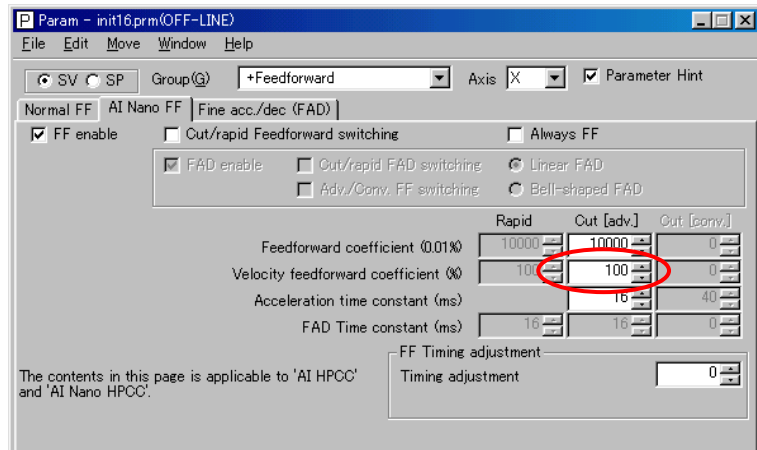 P Param - init16.prm(OFF-LINE)
File Edit Move Window Help
SV SP Group(G) +Feedforward Axis X Parameter Hint
Normal FF AI Nano FF Fine acc./dec (FAD)
FF enable Cut/rapid Feedforward switching Always FF
FAD enable Cut/rapid FAD switching Linear FAD
Adv./Conv. FF switching Bell-shaped FAD
Rapid Cut [adv.] Cut [conv.]
Feedforward coefficient (0.01%) 10000 10000 0
Velocity feedforward coefficient (%) 100 100 0
Acceleration time constant (ms) 16 40
FAD Time constant (ms) 16 16 0
FF Timing adjustment
The contents in this page is applicable to 'AI HPCC' Timing adjustment 0
and 'AI Nano HPCC'.